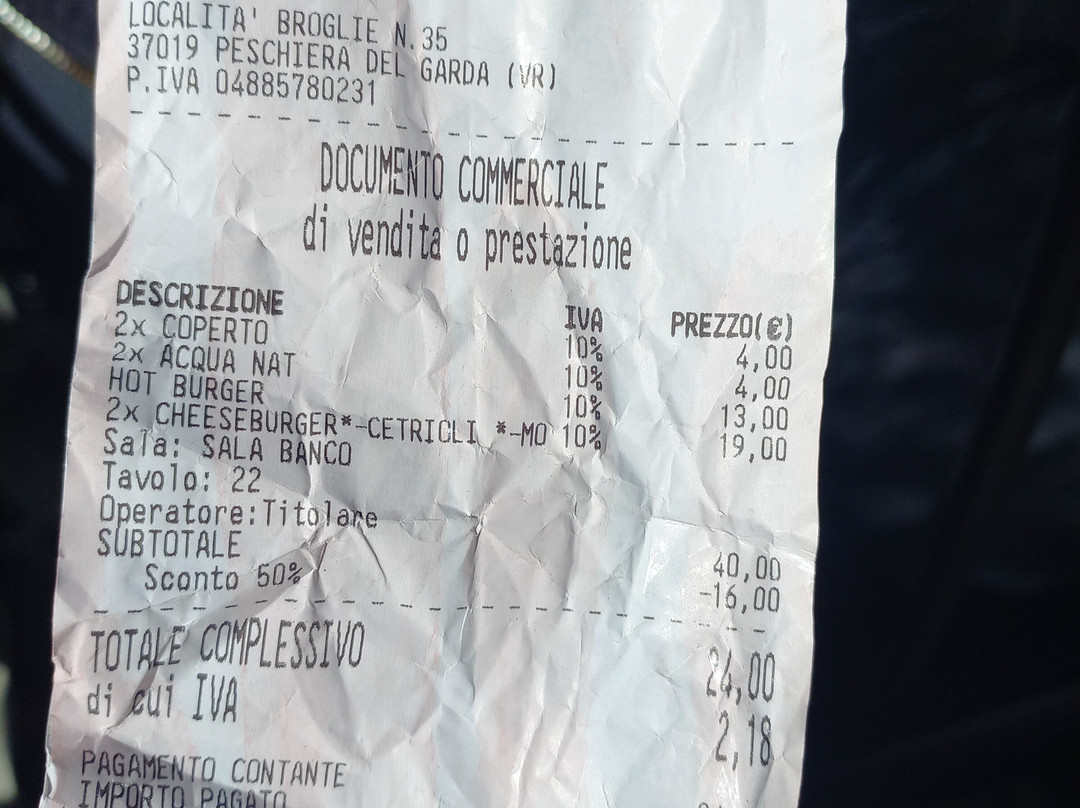 LOCALITA' BROGLIE N.35
37019 PESCHIERA DEL GARDA (VR)
P.IVA 04885780231
DOCUMENTO COMMERCIALE
di vendita o prestazione
DESCRIZIONE IVA PREZZO(€)
2x COPERTO 10% 4,00
2x ACQUA NAT 10% 4,00
HOT BURGER 10% 13,00
2x CHEESEBURGER*-CETRIOLI *-MO 10% 19,00
Sala: SALA BANCO
Tavolo: 22
Operatore:Titolare
SUBTOTALE 40,00
Sconto 50% -16,00
TOTALE COMPLESSIVO 24,00
di cui IVA 2,18
PAGAMENTO CONTANTE
IMPORTO PAGATO